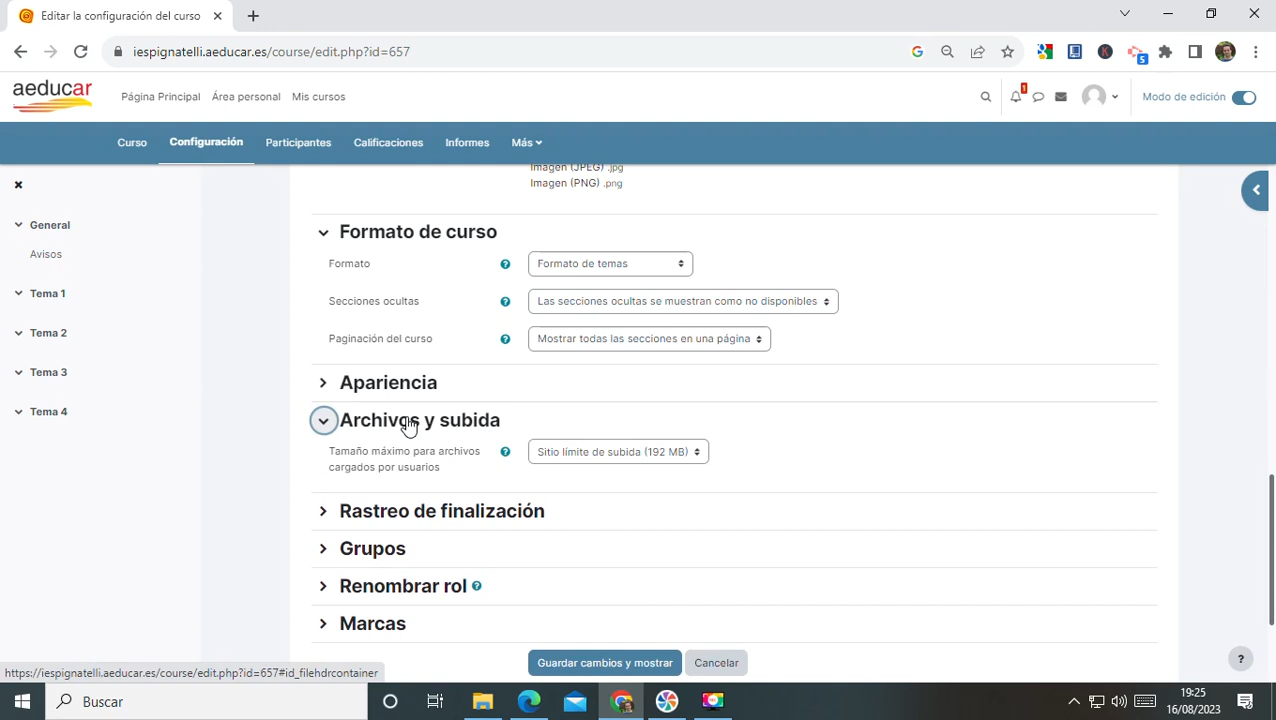 Editar la configuración del curso
iespignatelli.aeducar.es/course/edit.php?id=657
5
aeducar
Página Principal Área personal Mis cursos
1
Modo de edición
Curso Configuración Participantes Calificaciones Informes Más
General
Avisos
Tema 1
Tema 2
Tema 3
Tema 4
Imagen (JPEG) .jpg
Imagen (PNG) .png
Formato de curso
Formato ? Formato de temas
Secciones ocultas ? Las secciones ocultas se muestran como no disponibles
Paginación del curso ? Mostrar todas las secciones en una página
Apariencia
Archivos y subida
Tamaño máximo para archivos ? Sitio límite de subida (192 MB)
cargados por usuarios
Rastreo de finalización
Grupos
Renombrar rol ?
Marcas
Guardar cambios y mostrar Cancelar
?
https://iespignatelli.aeducar.es/course/edit.php?id=657#id_filehdrcontainer
Buscar
19:25
16/08/2023